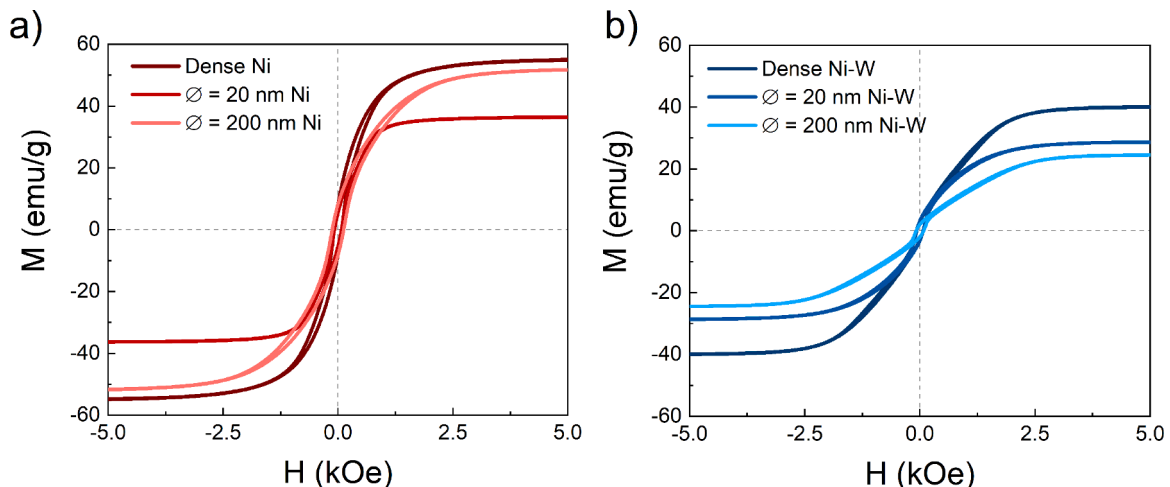 a)
60
40
20
0
-20
-40
-60
M (emu/g)
Dense Ni
∅ = 20 nm Ni
∅ = 200 nm Ni
-5.0
-2.5
0.0
2.5
5.0
H (kOe)
b)
60
40
20
0
-20
-40
-60
M (emu/g)
Dense Ni-W
∅ = 20 nm Ni-W
∅ = 200 nm Ni-W
-5.0
-2.5
0.0
2.5
5.0
H (kOe)